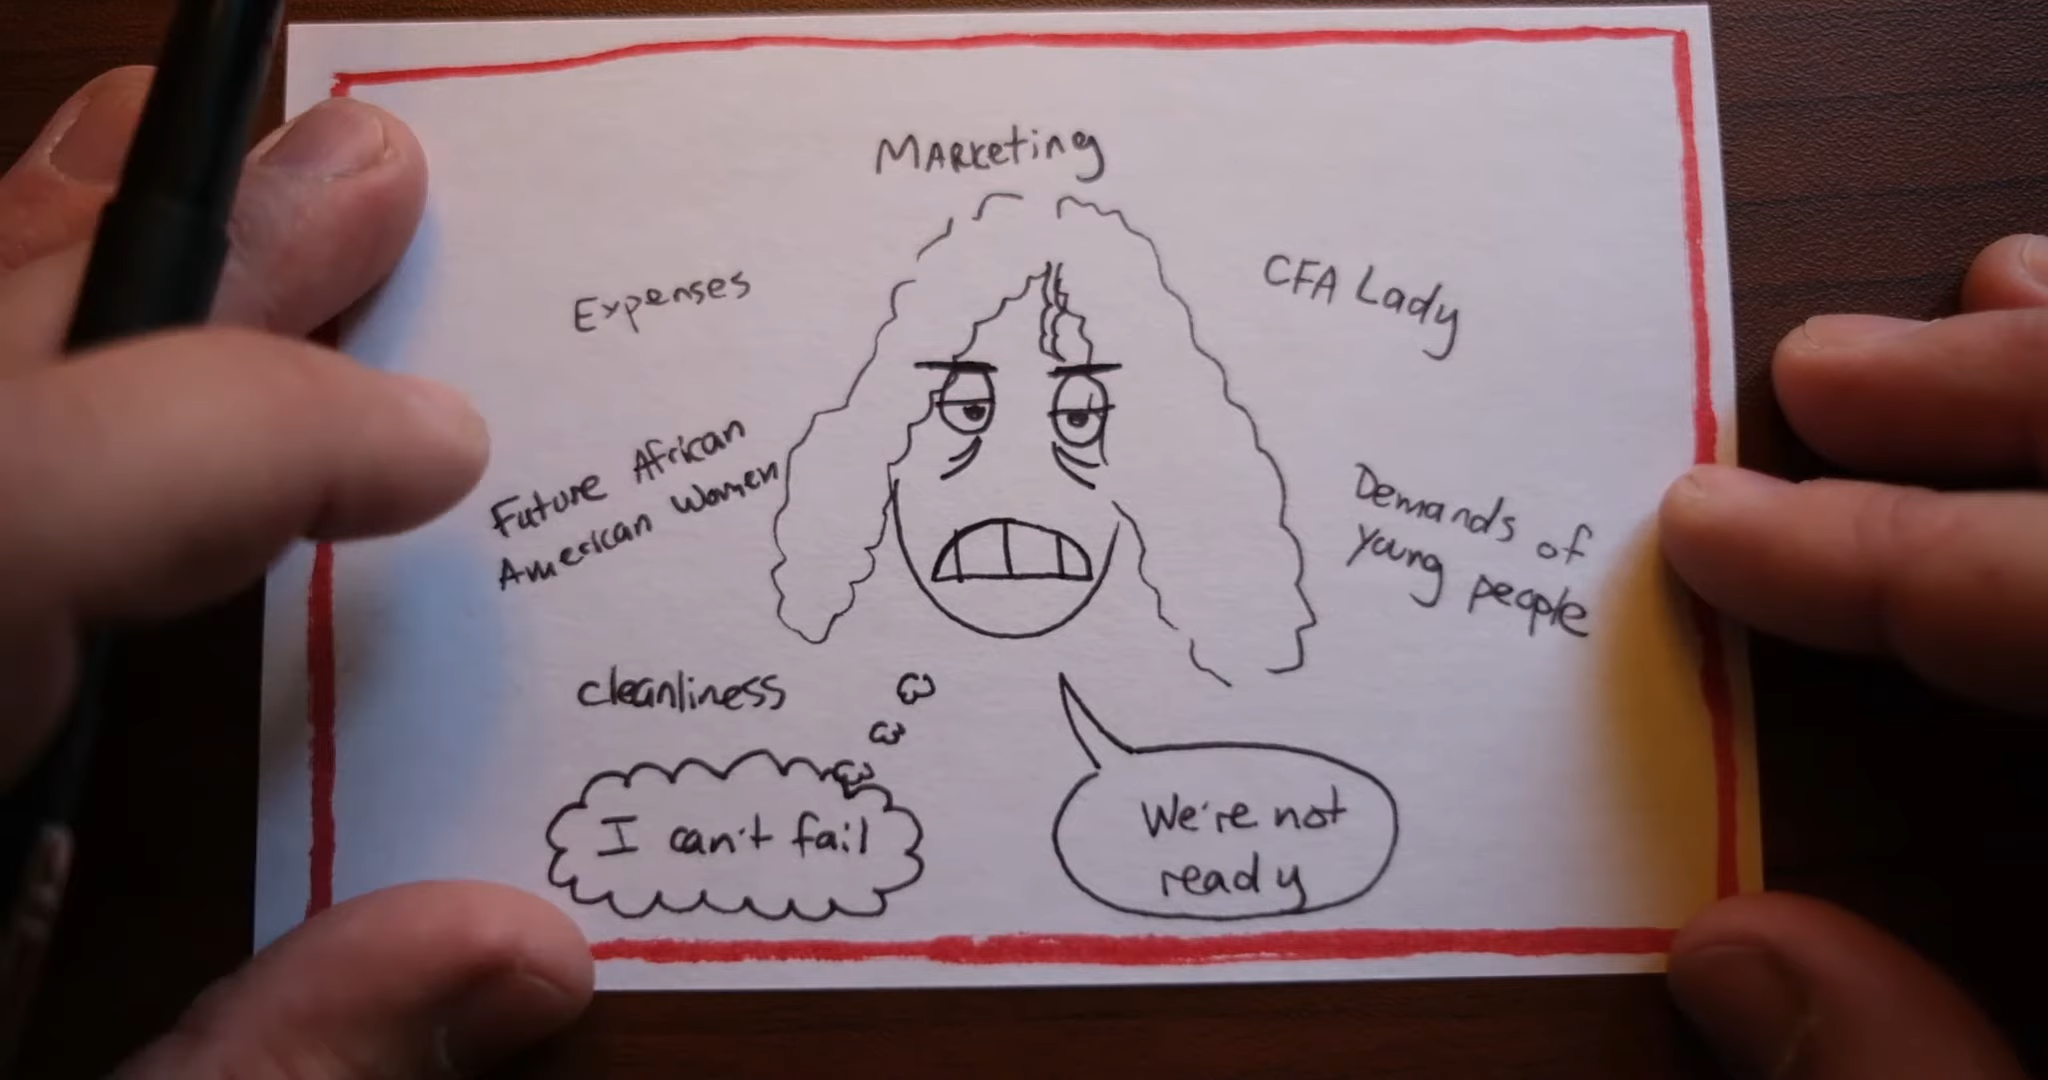 Marketing
Expenses
CFA Lady
Future African
American Women
Demands of
young people
cleanliness
I can't fail
We're not
ready